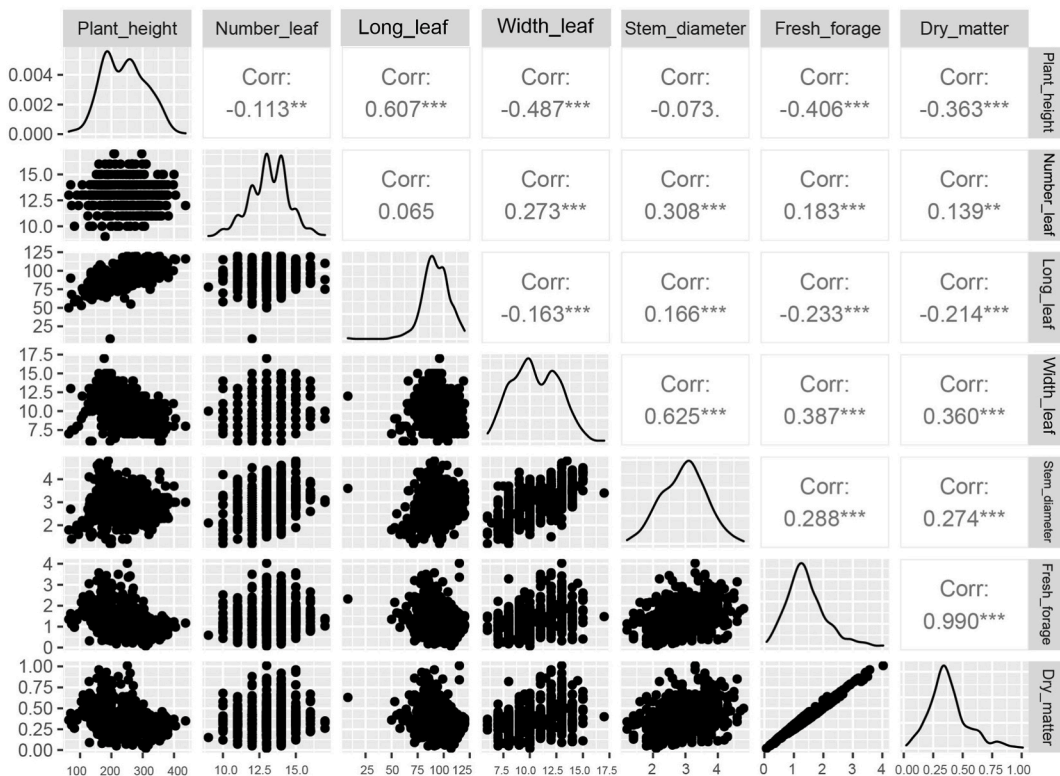 Plant_height Number_leaf Long_leaf Width_leaf Stem_diameter Fresh_forage Dry_matter
0.004
0.002
0.000
Corr:
-0.113**
Corr:
0.607***
Corr:
-0.487***
Corr:
-0.073.
Corr:
-0.406***
Corr:
-0.363***
Plant_height
15.0
12.5
10.0
Corr:
0.065
Corr:
0.273***
Corr:
0.308***
Corr:
0.183***
Corr:
0.139**
Number_leaf
125
100
75
50
25
Corr:
-0.163***
Corr:
0.166***
Corr:
-0.233***
Corr:
-0.214***
Long_leaf
17.5
15.0
12.5
10.0
7.5
Corr:
0.625***
Corr:
0.387***
Corr:
0.360***
Width_leaf
4
3
2
Corr:
0.288***
Corr:
0.274***
Stem_diameter
4
3
2
1
0
Corr:
0.990***
Fresh_forage
1.00
0.75
0.50
0.25
0.00
Dry_matter
100 200 300 400 10.0 12.5 15.0 25 50 75 100 125 7.5 10.0 12.5 15.0 17.5 2 3 4 0 1 2 3 4 0.00 0.25 0.50 0.75 1.00